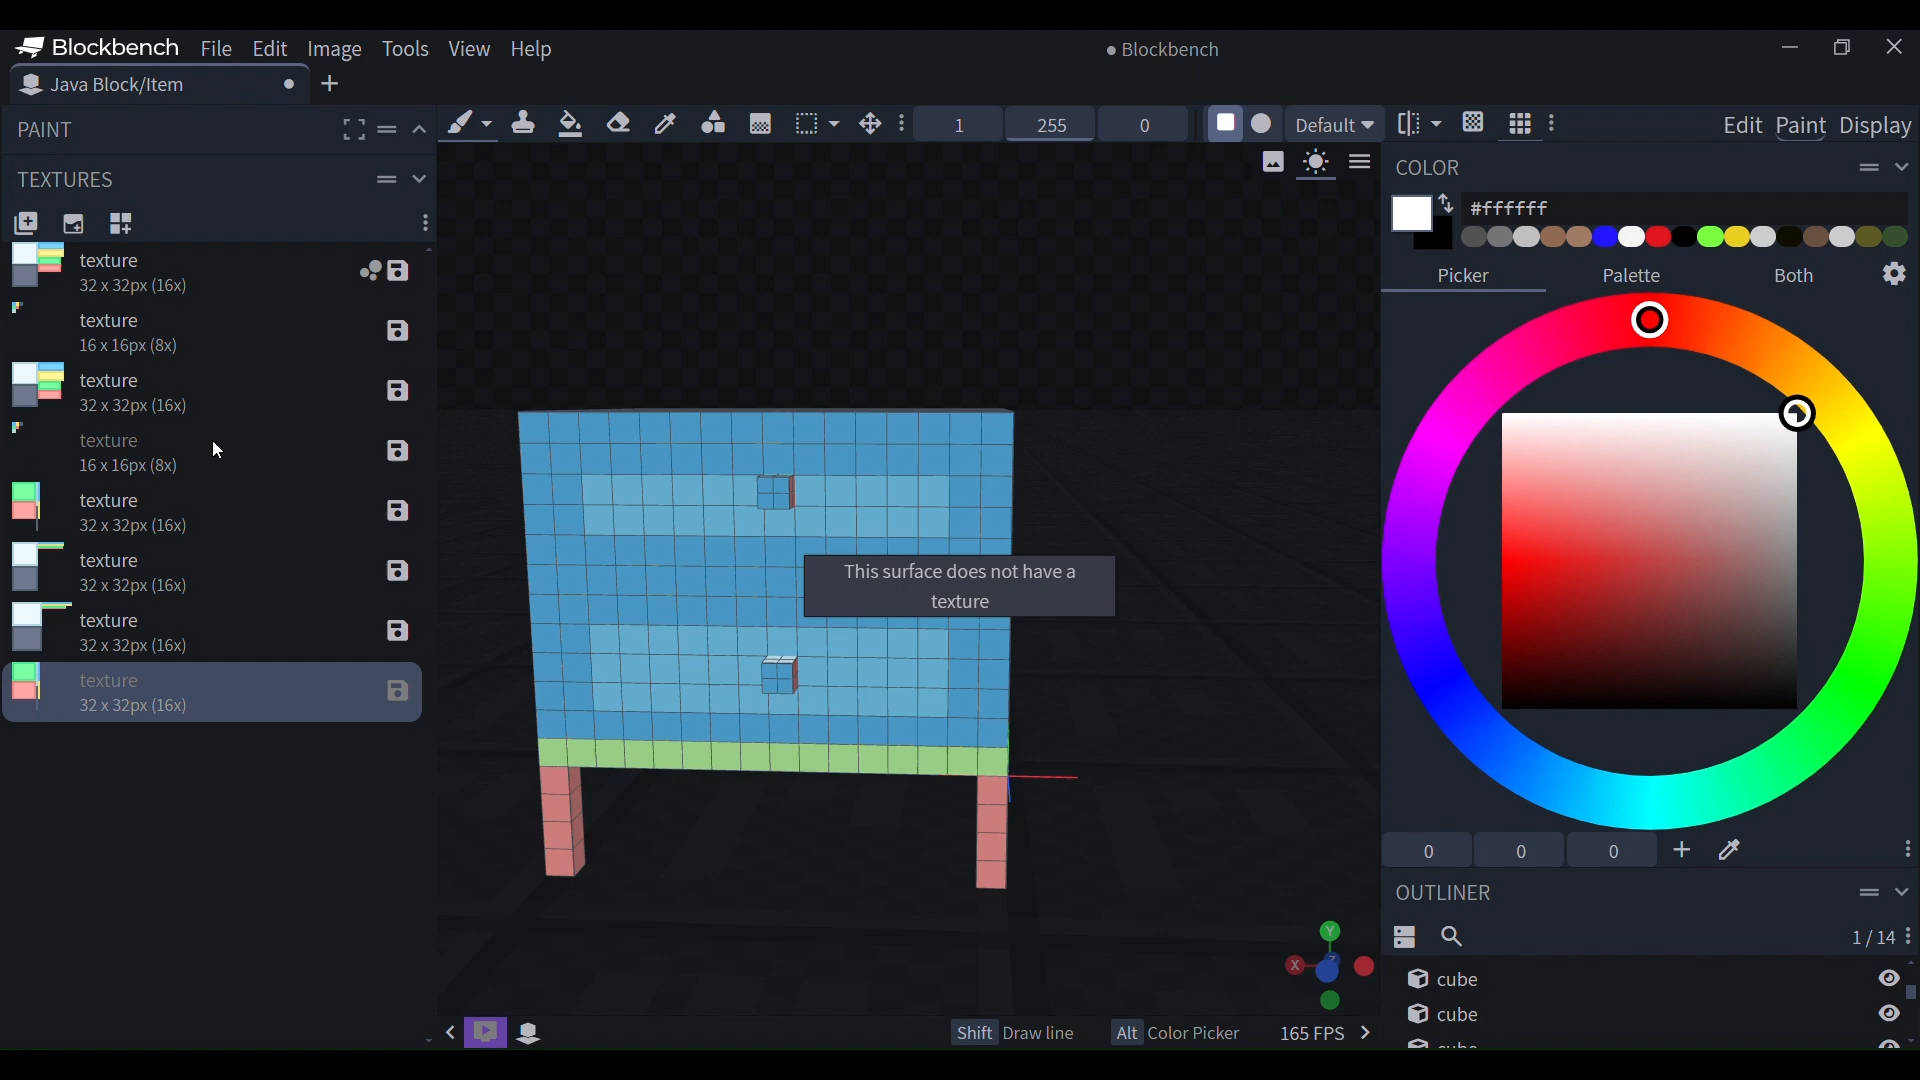 Blockbench File Edit Image Tools View Help
Blockbench
Java Block/Item
PAINT
1 255 0 Default
Edit Paint Display
TEXTURES
COLOR
#ffffff
Picker Palette Both
texture
32 x 32px (16x)
texture
16 x 16px (8x)
texture
32 x 32px (16x)
texture
16 x 16px (8x)
texture
32 x 32px (16x)
texture
32 x 32px (16x)
texture
32 x 32px (16x)
texture
32 x 32px (16x)
This surface does not have a
texture
0 0 0
OUTLINER
1 / 14
cube
cube
Y
X
Z
Shift Draw line Alt Color Picker 165 FPS